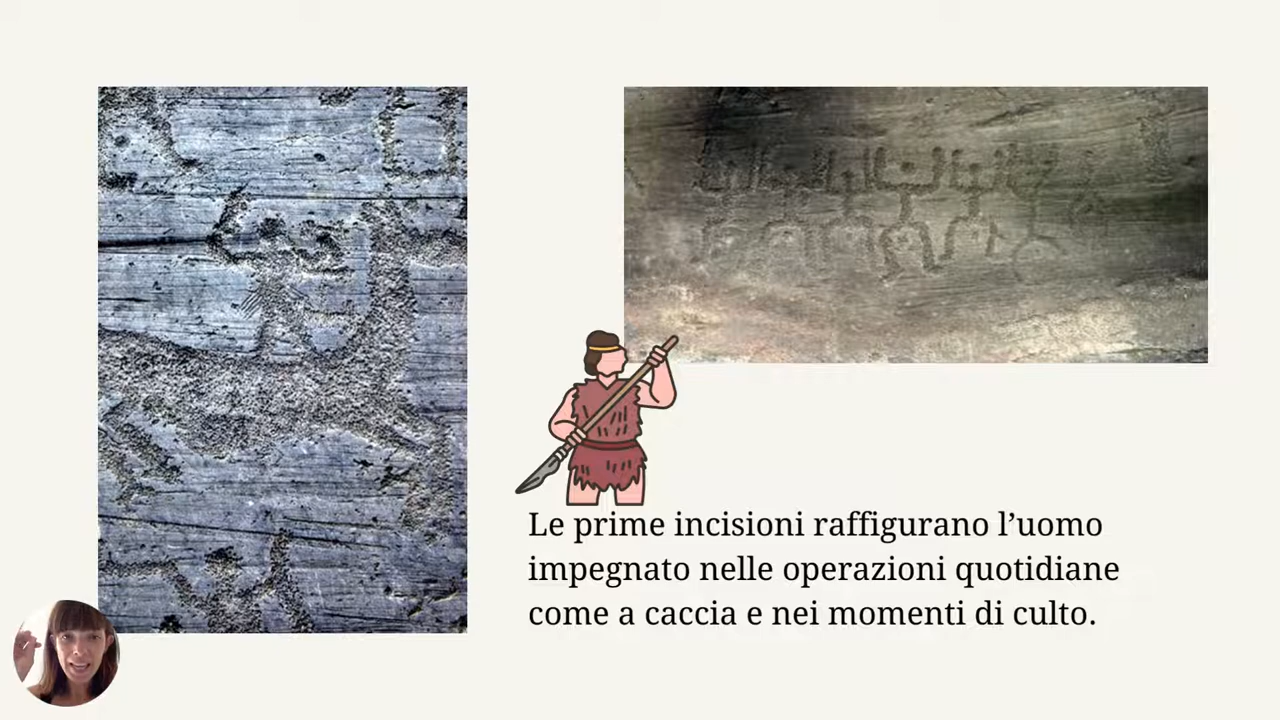 Le prime incisioni raffigurano l’uomo
impegnato nelle operazioni quotidiane
come a caccia e nei momenti di culto.